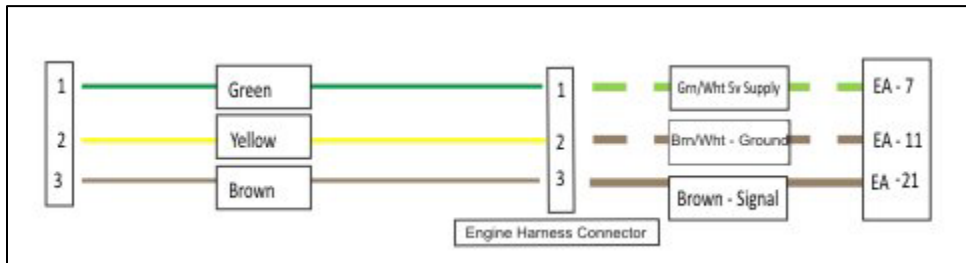 1 Green 1 Grn/Wht 5v Supply EA - 7
2 Yellow 2 Brn/Wht - Ground EA - 11
3 Brown 3 Brown - Signal EA -21
Engine Harness Connector